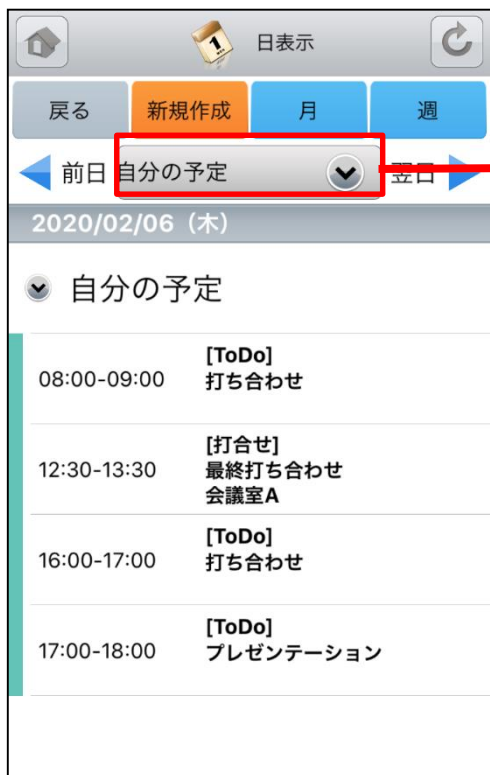 日表示
戻る 新規作成 月 週
前日 自分の予定 翌日
2020/02/06（木）
自分の予定
08:00-09:00 [ToDo]
打ち合わせ
12:30-13:30 [打合せ]
最終打ち合わせ
会議室A
16:00-17:00 [ToDo]
打ち合わせ
17:00-18:00 [ToDo]
プレゼンテーション